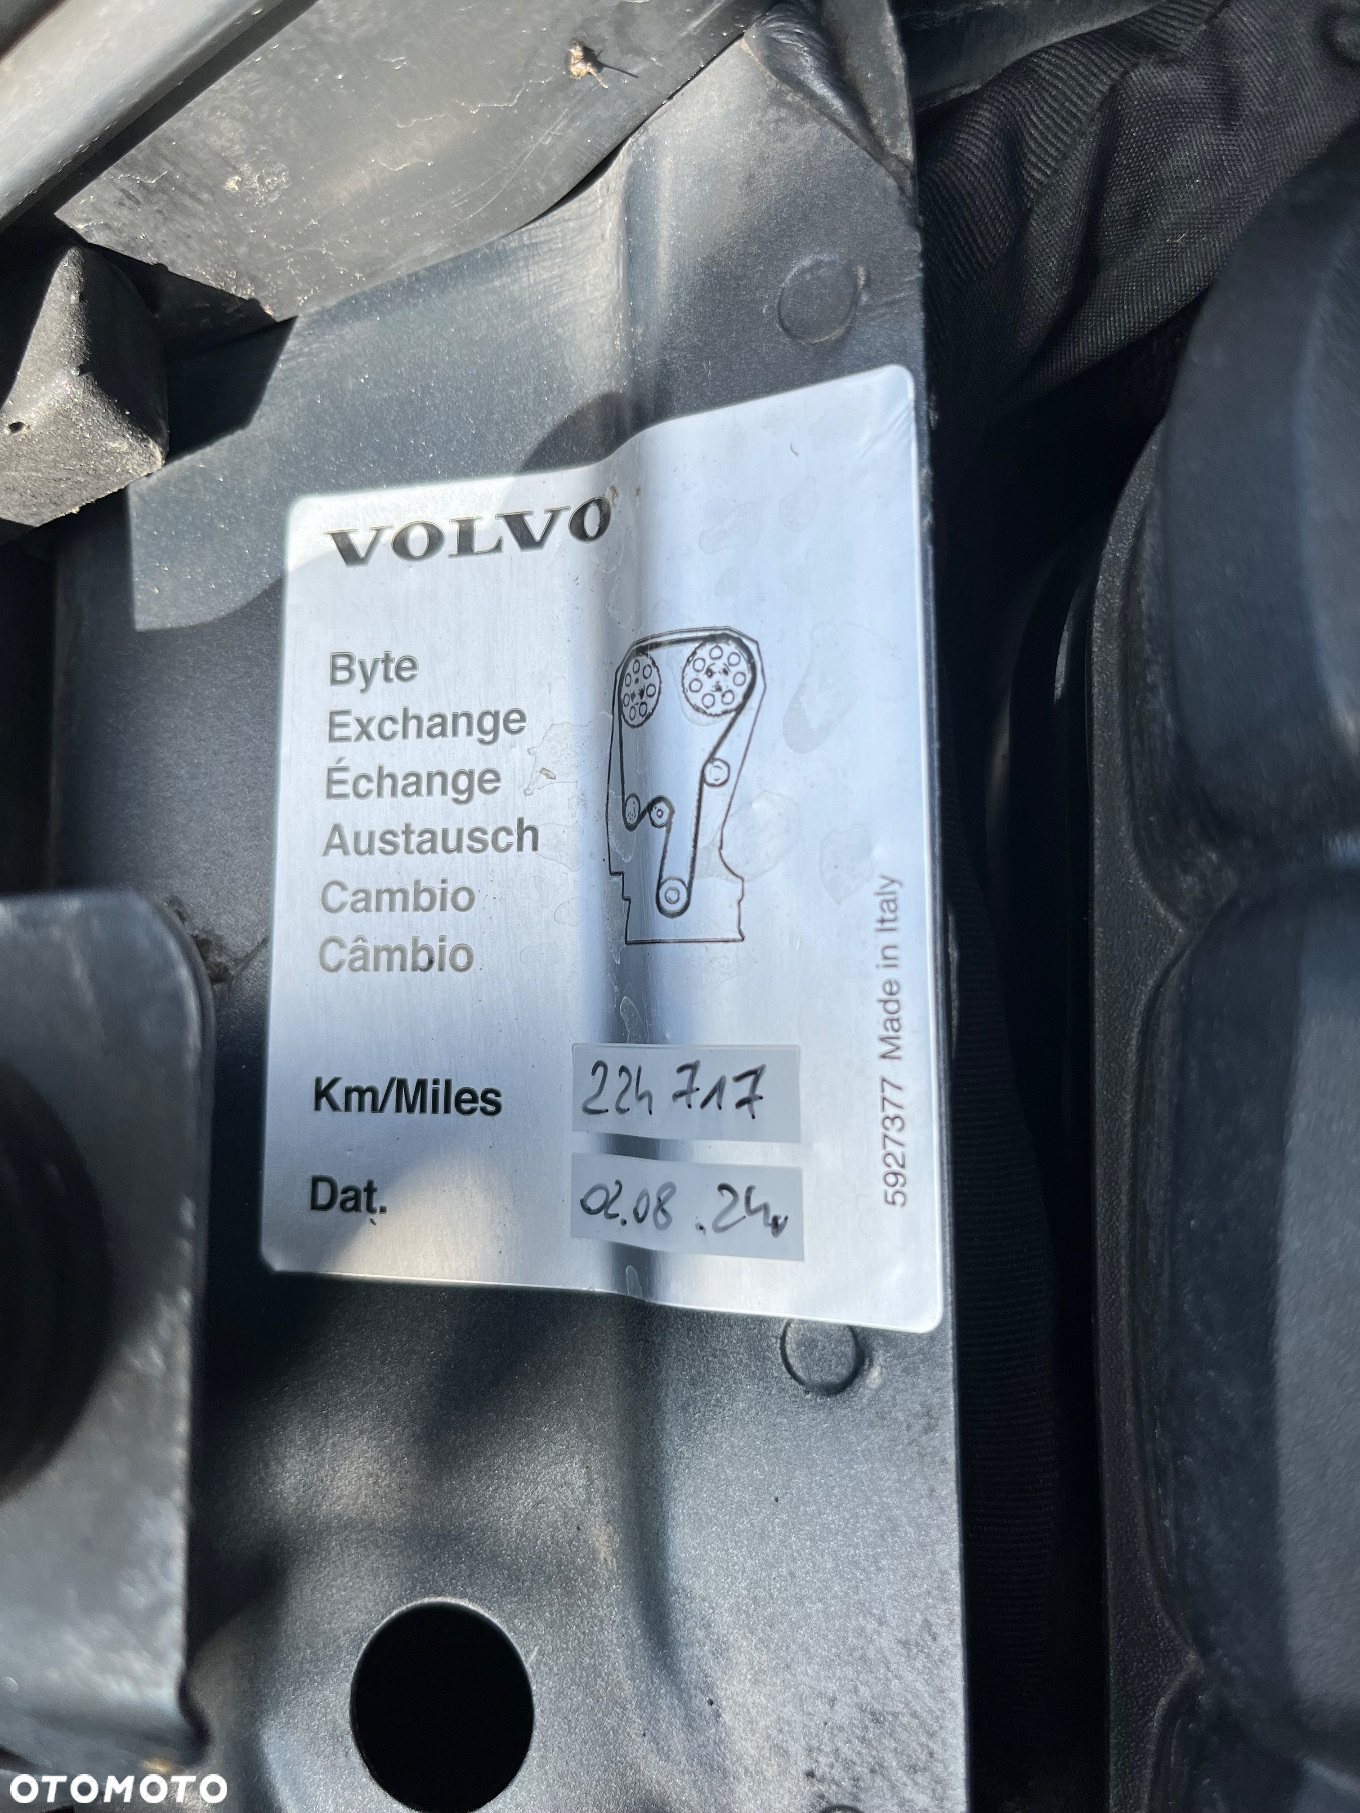 VOLVO
Byte
Exchange
Échange
Austausch
Cambio
Câmbio
Km/Miles 224 717
Dat. 02.08.24r
5927377 Made in Italy
OTOMOTO